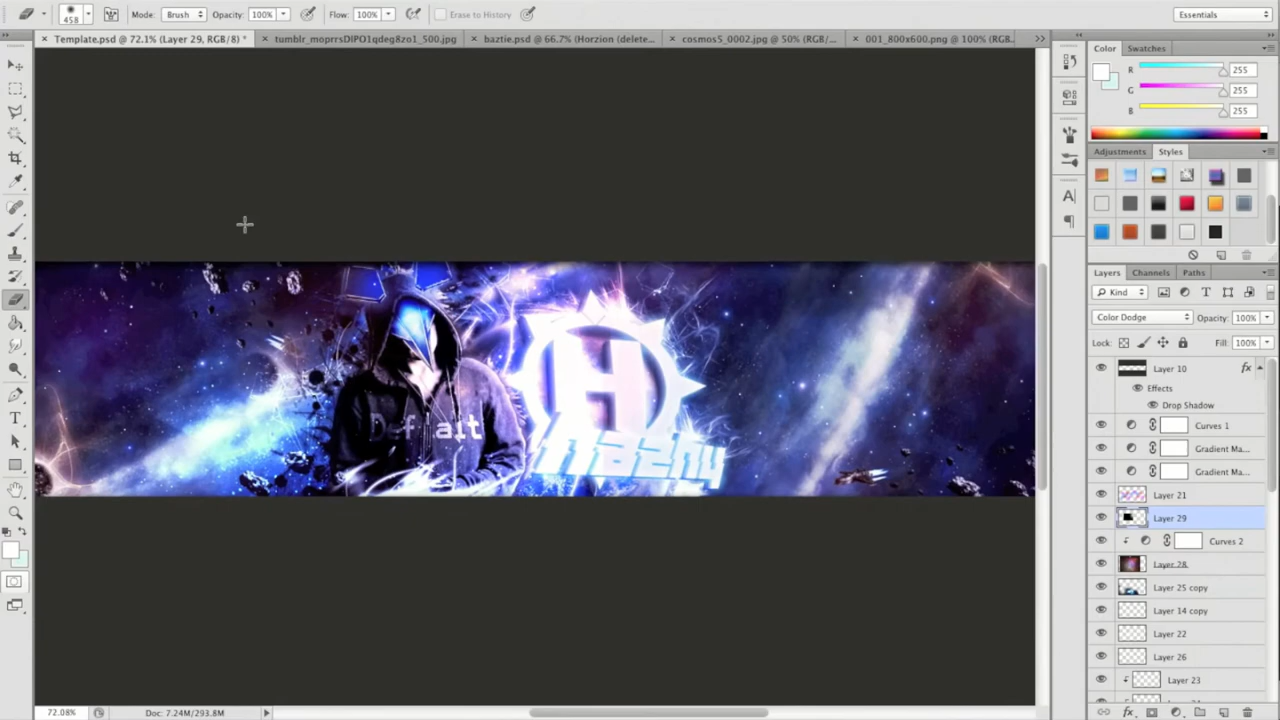 Mode: Brush Opacity: 100% Flow: 100% Erase to History Essentials
458
Template.psd @ 72.1% (Layer 29, RGB/8) * tumblr_moprrsDIPO1qdeg8zo1_500.jpg baztie.psd @ 66.7% (Horzion (delete... cosmos5_0002.jpg @ 50% (RGB/... 001_800x600.png @ 100% (RGB...
Color Swatches
R 255
G 255
B 255
Adjustments Styles
Layers Channels Paths
Kind
Color Dodge Opacity: 100%
Lock: Fill: 100%
Layer 10 fx
Effects
Drop Shadow
Curves 1
Gradient Ma...
Gradient Ma...
Layer 21
Layer 29
Curves 2
Layer 28
Layer 25 copy
Layer 14 copy
Layer 22
Layer 26
Layer 23
H
72.08% Doc: 7.24M/293.8M